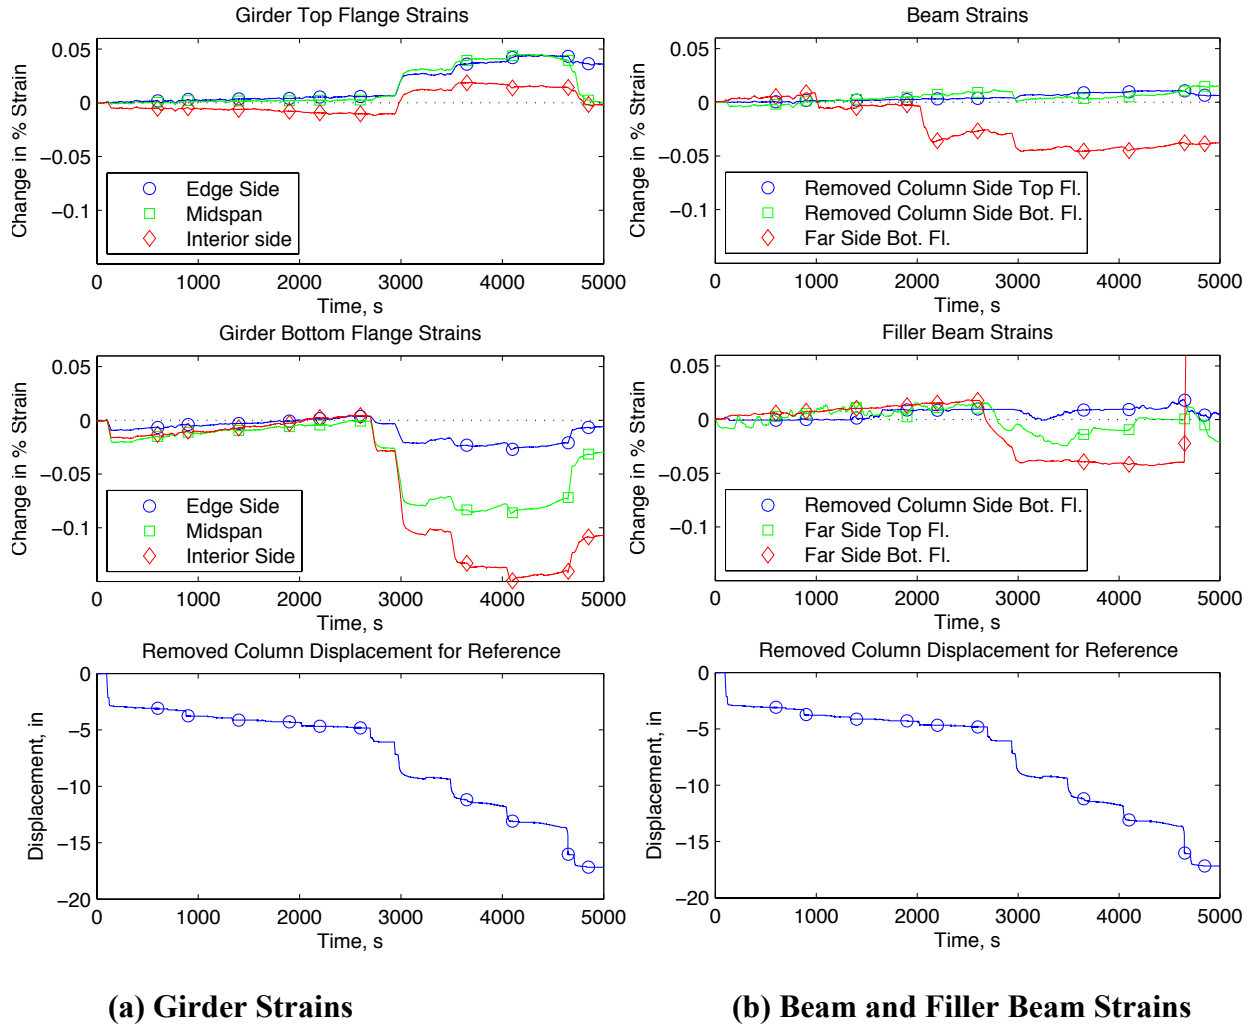 Girder Top Flange Strains
Change in % Strain
0.05
0
−0.05
−0.1
Edge Side
Midspan
Interior side
0 1000 2000 3000 4000 5000
Time, s
Beam Strains
Change in % Strain
0.05
0
−0.05
−0.1
Removed Column Side Top Fl.
Removed Column Side Bot. Fl.
Far Side Bot. Fl.
0 1000 2000 3000 4000 5000
Time, s
Girder Bottom Flange Strains
Change in % Strain
0.05
0
−0.05
−0.1
Edge Side
Midspan
Interior Side
0 1000 2000 3000 4000 5000
Time, s
Filler Beam Strains
Change in % Strain
0.05
0
−0.05
−0.1
Removed Column Side Bot. Fl.
Far Side Top Fl.
Far Side Bot. Fl.
0 1000 2000 3000 4000 5000
Time, s
Removed Column Displacement for Reference
Displacement, in
0
−5
−10
−15
−20
0 1000 2000 3000 4000 5000
Time, s
Removed Column Displacement for Reference
Displacement, in
0
−5
−10
−15
−20
0 1000 2000 3000 4000 5000
Time, s
(a) Girder Strains
(b) Beam and Filler Beam Strains